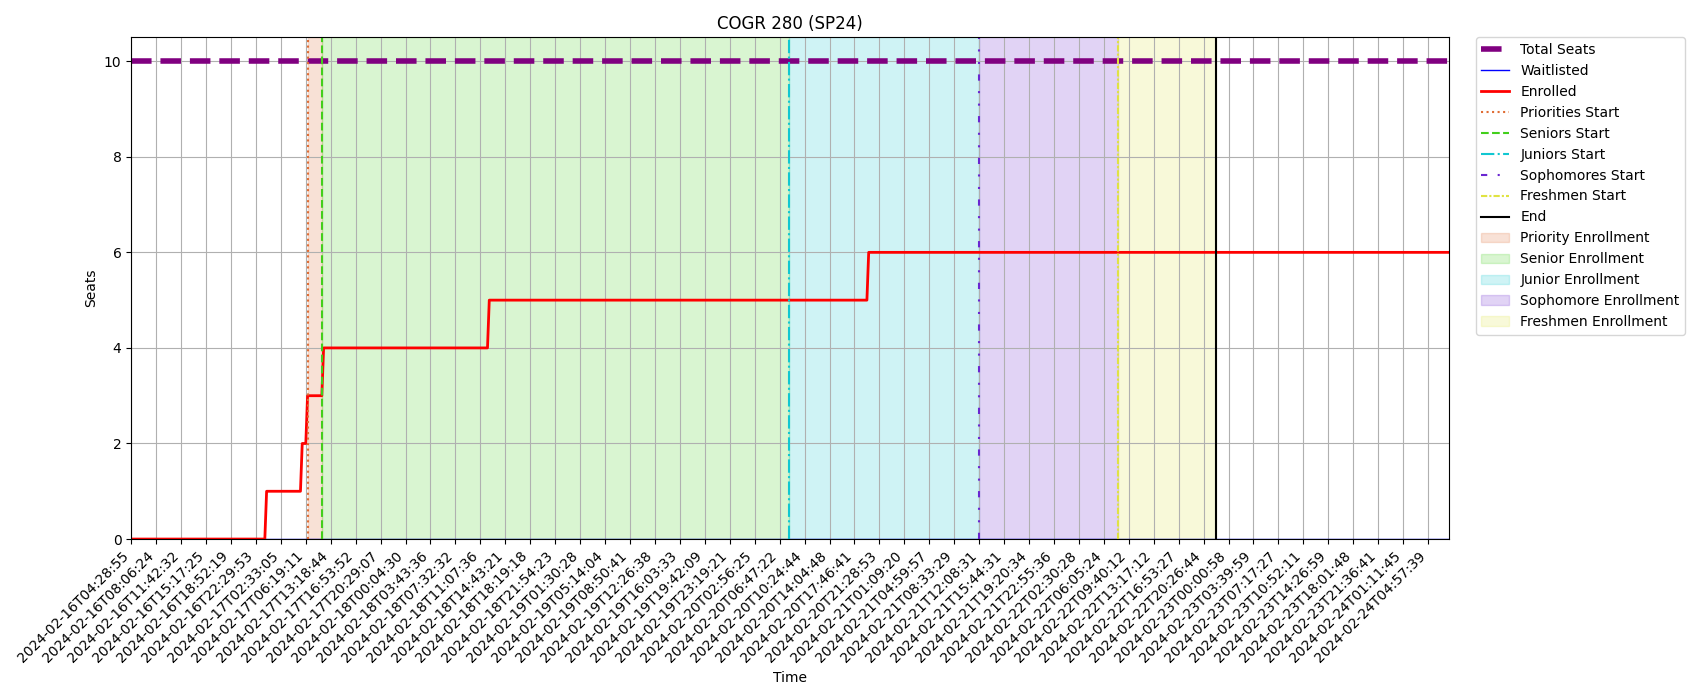 COGR 280 (SP24)
10
8
6
4
2
0
Seats
2024-02-16T04:28:55
2024-02-16T08:06:24
2024-02-16T11:42:32
2024-02-16T15:17:25
2024-02-16T18:52:19
2024-02-16T22:29:53
2024-02-17T02:33:05
2024-02-17T06:19:11
2024-02-17T13:18:44
2024-02-17T16:53:52
2024-02-17T20:29:07
2024-02-18T00:04:30
2024-02-18T03:43:36
2024-02-18T07:32:32
2024-02-18T11:07:36
2024-02-18T14:43:21
2024-02-18T18:19:18
2024-02-18T21:54:23
2024-02-19T01:30:28
2024-02-19T05:14:04
2024-02-19T08:50:41
2024-02-19T12:26:38
2024-02-19T16:03:33
2024-02-19T19:42:09
2024-02-19T23:19:21
2024-02-20T02:56:25
2024-02-20T06:47:22
2024-02-20T10:24:44
2024-02-20T14:04:48
2024-02-20T17:46:41
2024-02-20T21:28:53
2024-02-21T01:09:20
2024-02-21T04:59:57
2024-02-21T08:33:29
2024-02-21T12:08:31
2024-02-21T15:44:31
2024-02-21T19:20:34
2024-02-21T22:55:36
2024-02-22T02:30:28
2024-02-22T06:05:24
2024-02-22T09:40:12
2024-02-22T13:17:12
2024-02-22T16:53:27
2024-02-22T20:26:44
2024-02-23T00:00:58
2024-02-23T03:39:59
2024-02-23T07:17:27
2024-02-23T10:52:11
2024-02-23T14:26:59
2024-02-23T18:01:48
2024-02-23T21:36:41
2024-02-24T01:11:45
2024-02-24T04:57:39
Time
Total Seats
Waitlisted
Enrolled
Priorities Start
Seniors Start
Juniors Start
Sophomores Start
Freshmen Start
End
Priority Enrollment
Senior Enrollment
Junior Enrollment
Sophomore Enrollment
Freshmen Enrollment